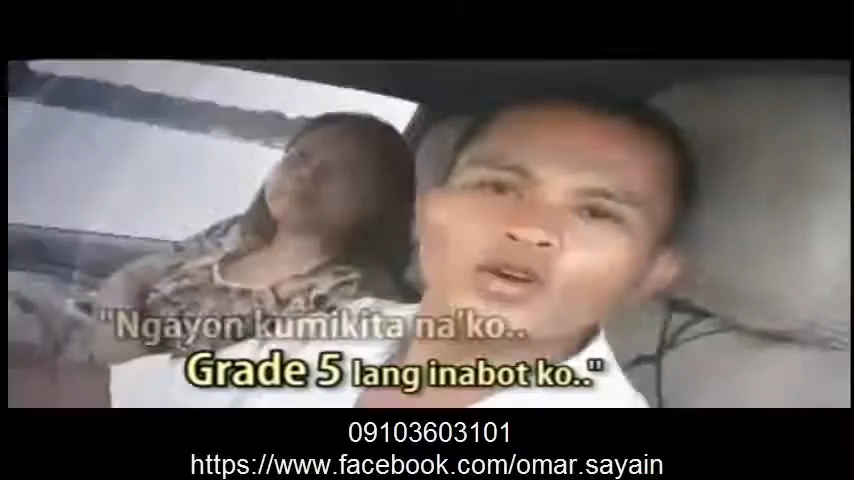 "Ngayon kumikita na'ko..
Grade 5 lang inabot ko.."
09103603101
https://www.facebook.com/omar.sayain